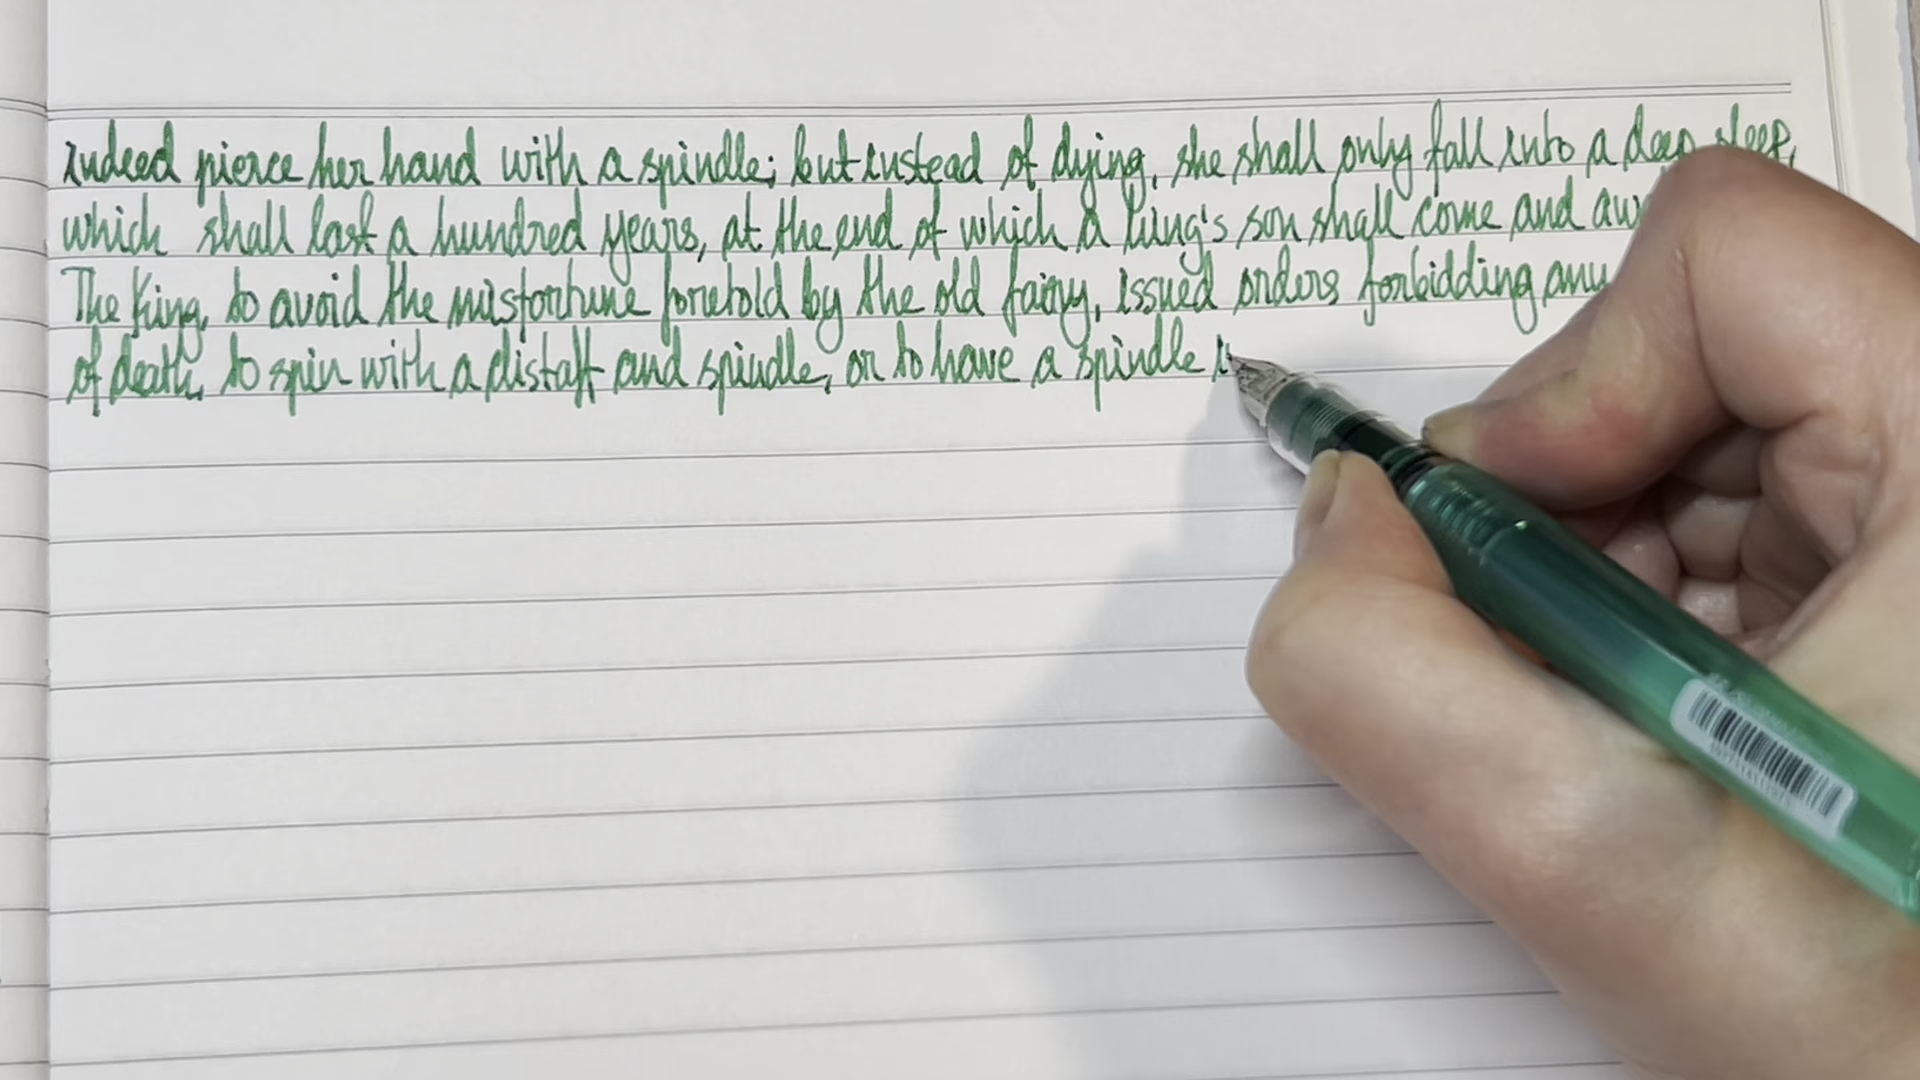 indeed pierce her hand with a spindle; but instead of dying, she shall only fall into a deep sleep,
which shall last a hundred years, at the end of which a king's son shall come and
The King, to avoid the misfortune foretold by the old fairy, issued orders forbidding any
of death, to spin with a distaff and spindle, or to have a spindle